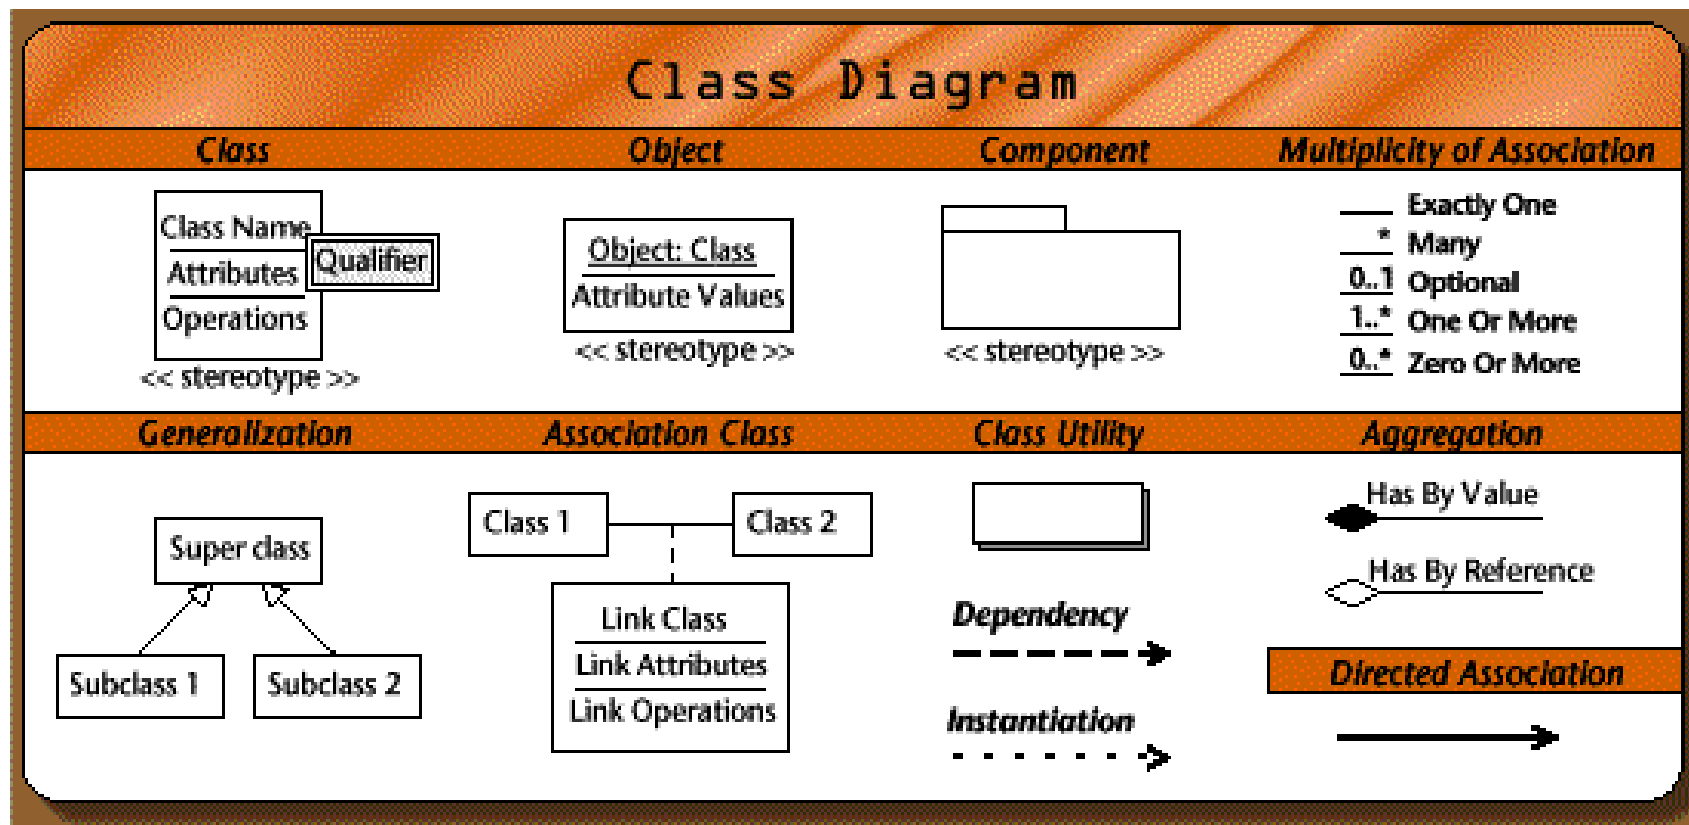 Class Diagram
Class
Object
Component
Multiplicity of Association
Class Name
Qualifier
Attributes
Operations
<< stereotype >>
Object: Class
Attribute Values
<< stereotype >>
<< stereotype >>
Exactly One
* Many
0..1 Optional
1..* One Or More
0..* Zero Or More
Generalization
Association Class
Class Utility
Aggregation
Super class
Subclass 1
Subclass 2
Class 1
Class 2
Link Class
Link Attributes
Link Operations
Dependency
Instantiation
Has By Value
Has By Reference
Directed Association